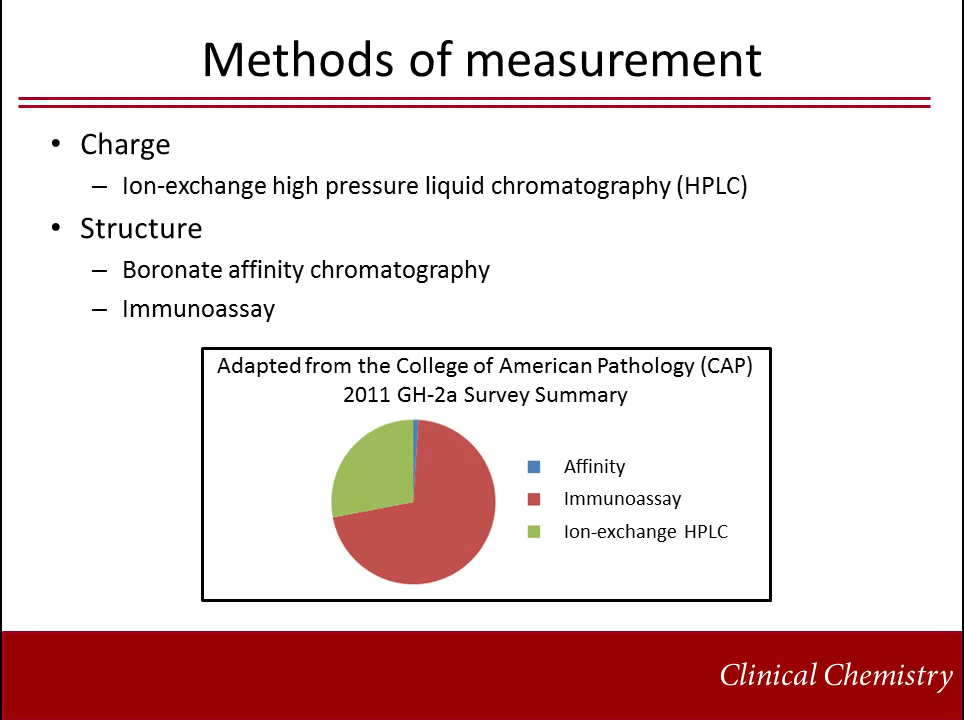 Methods of measurement
• Charge
– Ion-exchange high pressure liquid chromatography (HPLC)
• Structure
– Boronate affinity chromatography
– Immunoassay
Adapted from the College of American Pathology (CAP)
2011 GH-2a Survey Summary
Affinity
Immunoassay
Ion-exchange HPLC
Clinical Chemistry